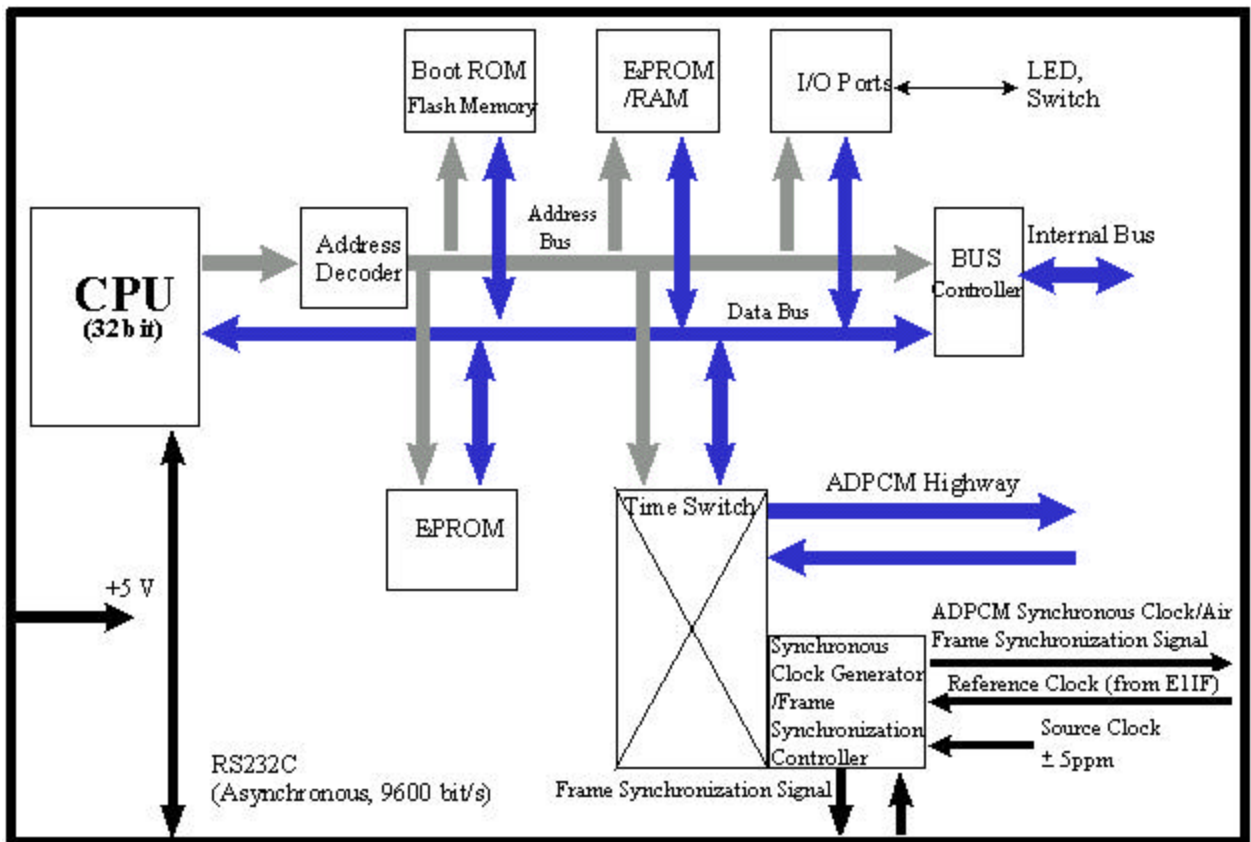 Boot ROM
Flash Memory
E2PROM
/RAM
I/O Ports
LED,
Switch
CPU
(32bit)
Address
Decoder
Address
Bus
BUS
Controller
Internal Bus
Data Bus
E2PROM
Time Switch
ADPCM Highway
+5 V
ADPCM Synchronous Clock/Air
Frame Synchronization Signal
Synchronous
Clock Generator
/Frame
Synchronization
Controller
Reference Clock (from E1IF)
Source Clock
± 5ppm
RS232C
(Asynchronous, 9600 bit/s)
Frame Synchronization Signal